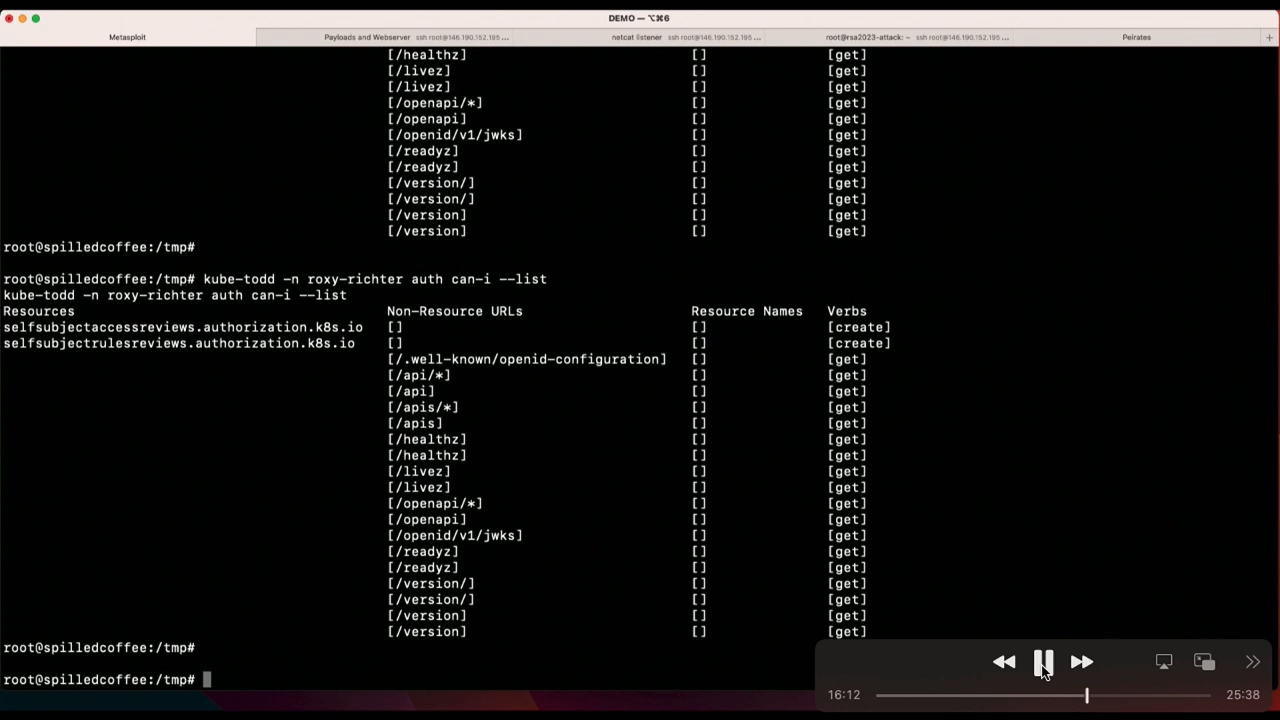 DEMO — ⌥⌘6
Metasploit Payloads and Webserver ssh root@146.190.152.195 ... netcat listener ssh root@146.190.152.195 ... root@rsa2023-attack: ~ ssh root@146.190.152.195 ... Peirates +
[/healthz] [] [get]
[/livez] [] [get]
[/livez] [] [get]
[/openapi/*] [] [get]
[/openapi] [] [get]
[/openid/v1/jwks] [] [get]
[/readyz] [] [get]
[/readyz] [] [get]
[/version/] [] [get]
[/version/] [] [get]
[/version] [] [get]
[/version] [] [get]
root@spilledcoffee:/tmp#
root@spilledcoffee:/tmp# kube-todd -n roxy-richter auth can-i --list
kube-todd -n roxy-richter auth can-i --list
Resources Non-Resource URLs Resource Names Verbs
selfsubjectaccessreviews.authorization.k8s.io [] [] [create]
selfsubjectrulesreviews.authorization.k8s.io [] [] [create]
[/.well-known/openid-configuration] [] [get]
[/api/*] [] [get]
[/api] [] [get]
[/apis/*] [] [get]
[/apis] [] [get]
[/healthz] [] [get]
[/healthz] [] [get]
[/livez] [] [get]
[/livez] [] [get]
[/openapi/*] [] [get]
[/openapi] [] [get]
[/openid/v1/jwks] [] [get]
[/readyz] [] [get]
[/readyz] [] [get]
[/version/] [] [get]
[/version/] [] [get]
[/version] [] [get]
[/version] [] [get]
root@spilledcoffee:/tmp#
root@spilledcoffee:/tmp#
16:12 25:38